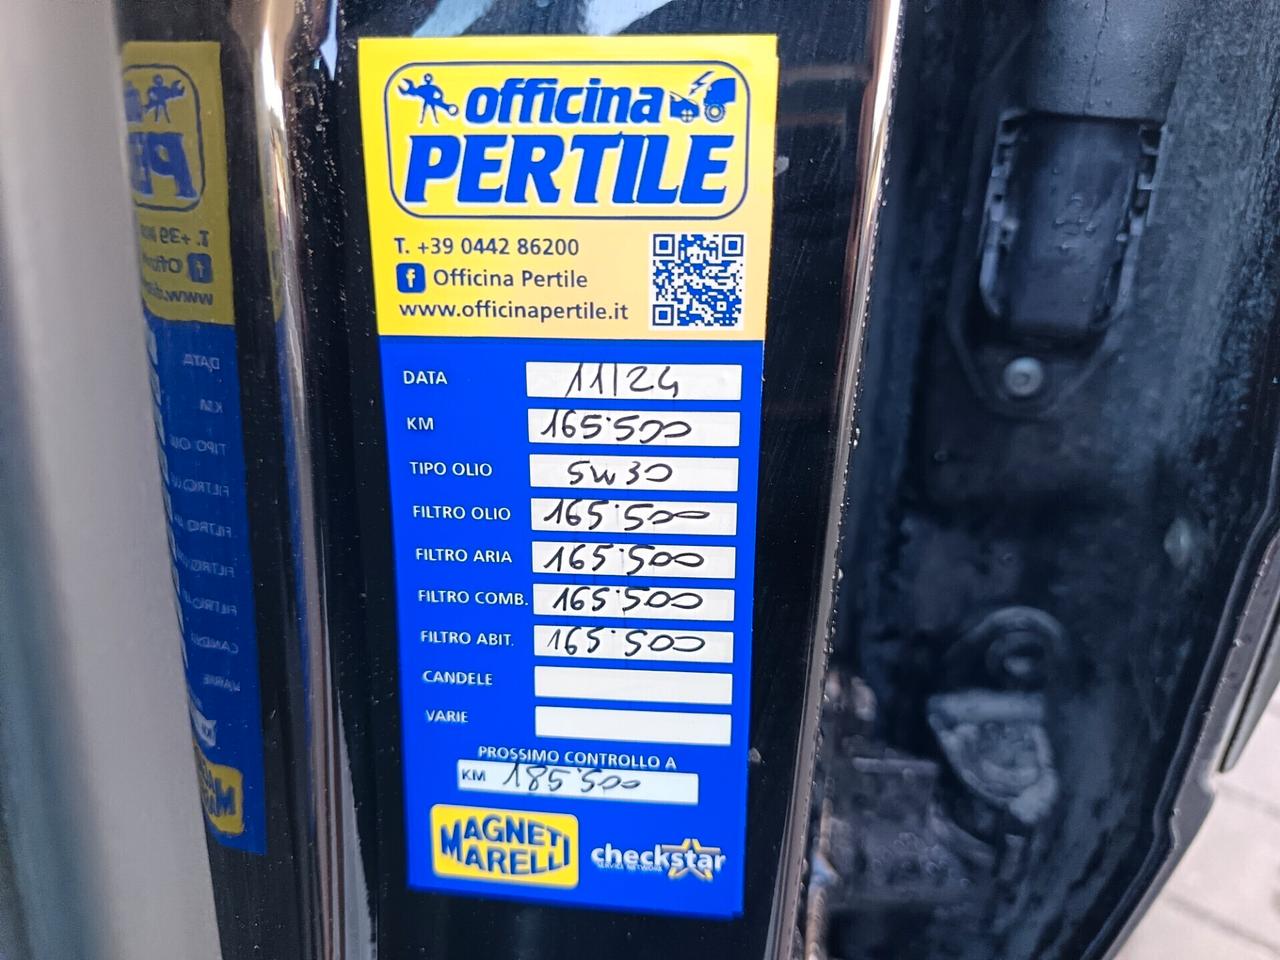 officina
PERTILE
T. +39 0442 86200
f Officina Pertile
www.officinapertile.it
DATA 11/24
KM 165.500
TIPO OLIO 5W30
FILTRO OLIO 165.500
FILTRO ARIA 165.500
FILTRO COMB. 165.500
FILTRO ABIT. 165.500
CANDELE
VARIE
PROSSIMO CONTROLLO A
KM 185.500
MAGNETI
MARELLI
checkstar
SERVICE NETWORK